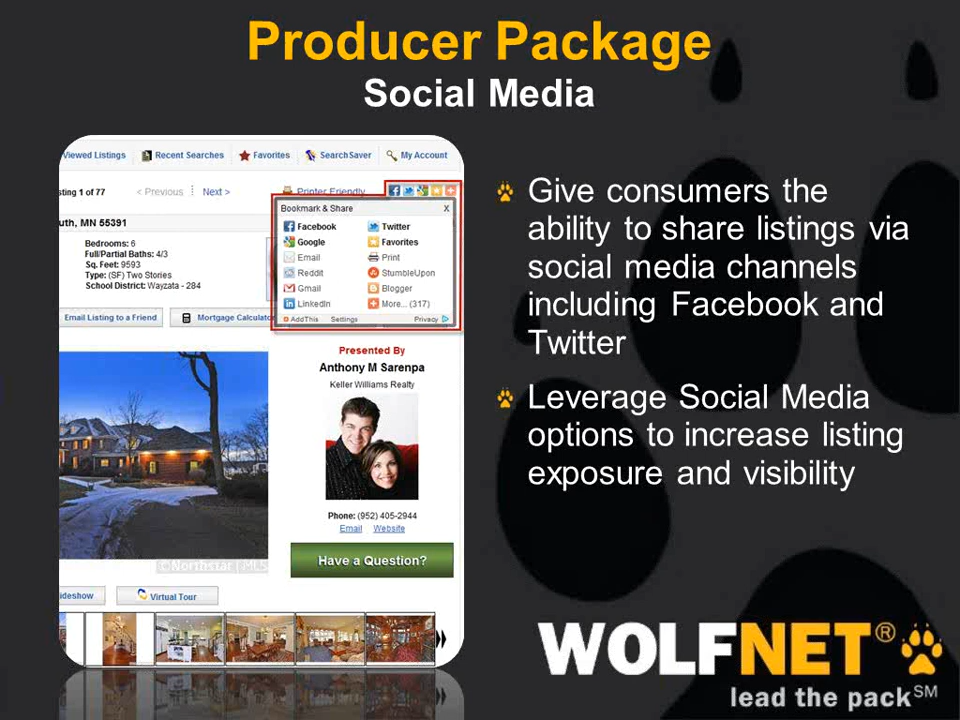 Producer Package
Social Media
Viewed Listings Recent Searches Favorites Search Saver My Account
sting 1 of 77 < Previous Next > Printer Friendly
uth, MN 55391
Bedrooms: 6
Full/Partial Baths: 4/3
Sq. Feet: 9593
Type: (SF) Two Stories
School District: Wayzata - 284
Email Listing to a Friend Mortgage Calculator
Bookmark & Share X
Facebook Twitter
Google Favorites
Email Print
Reddit StumbleUpon
Gmail Blogger
LinkedIn More... (317)
AddThis Settings Privacy
Presented By
Anthony M Sarenpa
Keller Williams Realty
Phone: (952) 405-2944
Email Website
Have a Question?
©Northstar | MLS
ideshow Virtual Tour
Give consumers the
ability to share listings via
social media channels
including Facebook and
Twitter
Leverage Social Media
options to increase listing
exposure and visibility
WOLFNET®
lead the pack℠